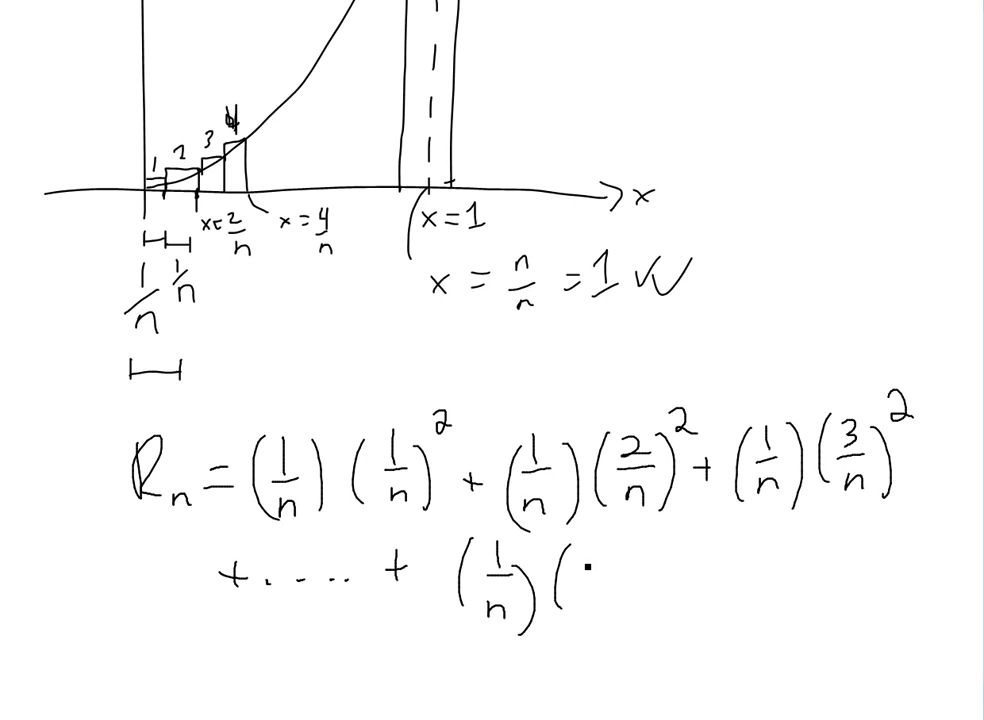 1 2 3 4
x
x=2/n x=4/n x=1
1/n 1/n x = n/n = 1 ✓✓
Rₙ = (1/n) (1/n)² + (1/n) (2/n)² + (1/n) (3/n)²
+ ..... + (1/n) (